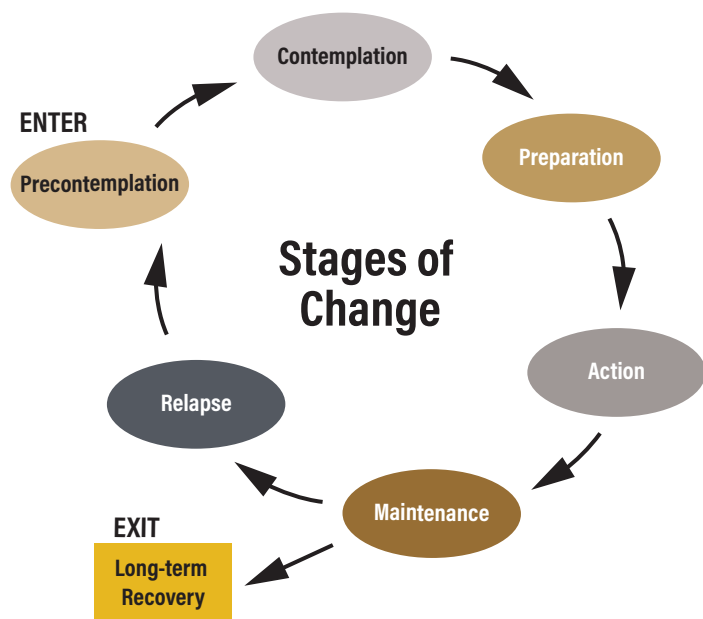 Contemplation
ENTER
Precontemplation
Preparation
Stages of
Change
Action
Relapse
Maintenance
EXIT
Long-term
Recovery